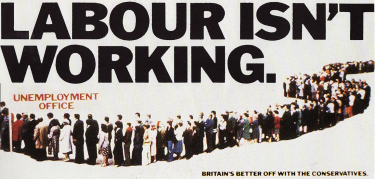 LABOUR ISN'T
WORKING.
UNEMPLOYMENT
OFFICE
BRITAIN'S BETTER OFF WITH THE CONSERVATIVES.